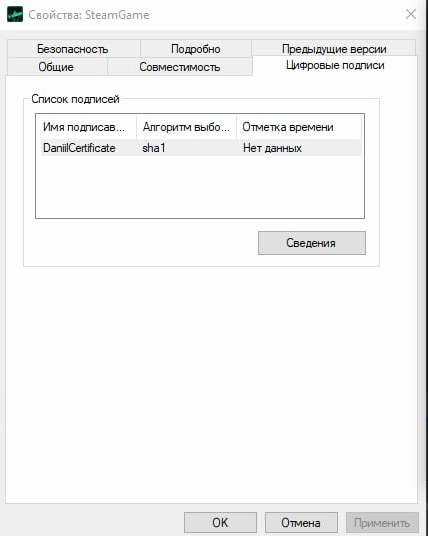 Свойства: SteamGame
Безопасность Подробно Предыдущие версии
Общие Совместимость Цифровые подписи
Список подписей
Имя подписав... Алгоритм выбо... Отметка времени
DaniilCertificate sha1 Нет данных
Сведения
OK Отмена Применить